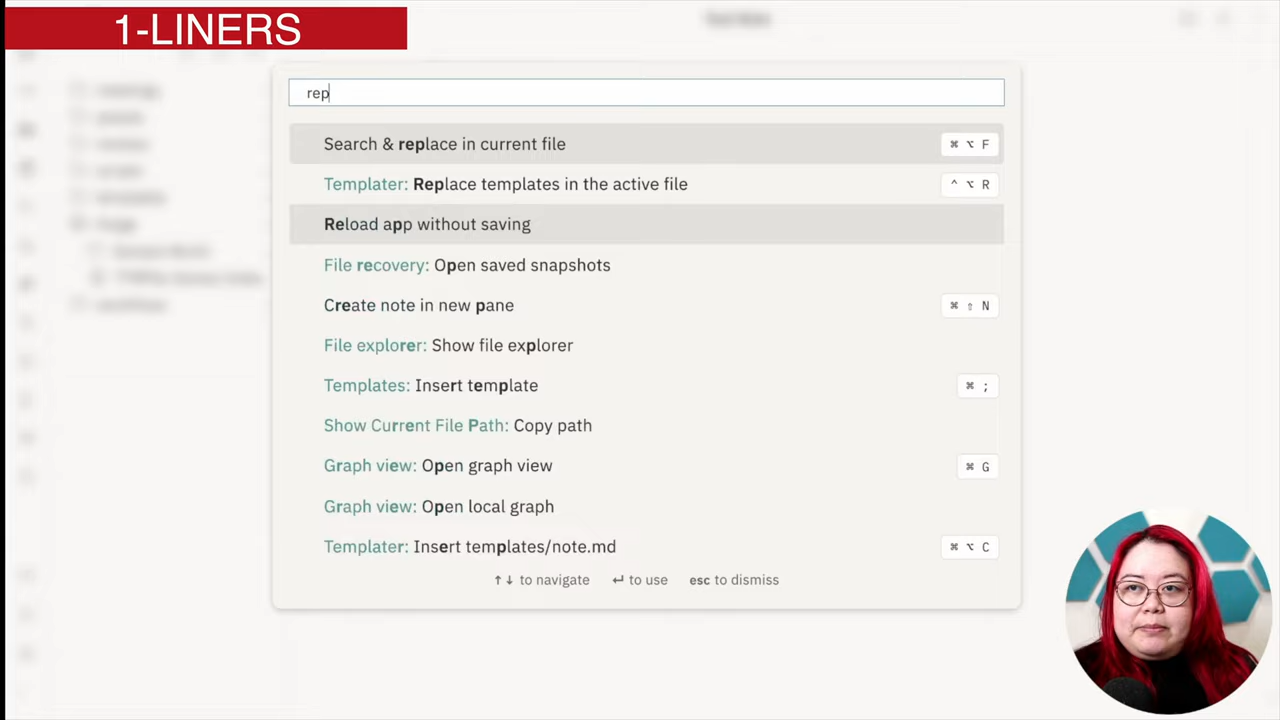 1-LINERS
rep
Search & replace in current file ⌘ ⌥ F
Templater: Replace templates in the active file ^ ⌥ R
Reload app without saving
File recovery: Open saved snapshots
Create note in new pane ⌘ ⇧ N
File explorer: Show file explorer
Templates: Insert template ⌘ ;
Show Current File Path: Copy path
Graph view: Open graph view ⌘ G
Graph view: Open local graph
Templater: Insert templates/note.md ⌘ ⌥ C
↑↓ to navigate ↵ to use esc to dismiss